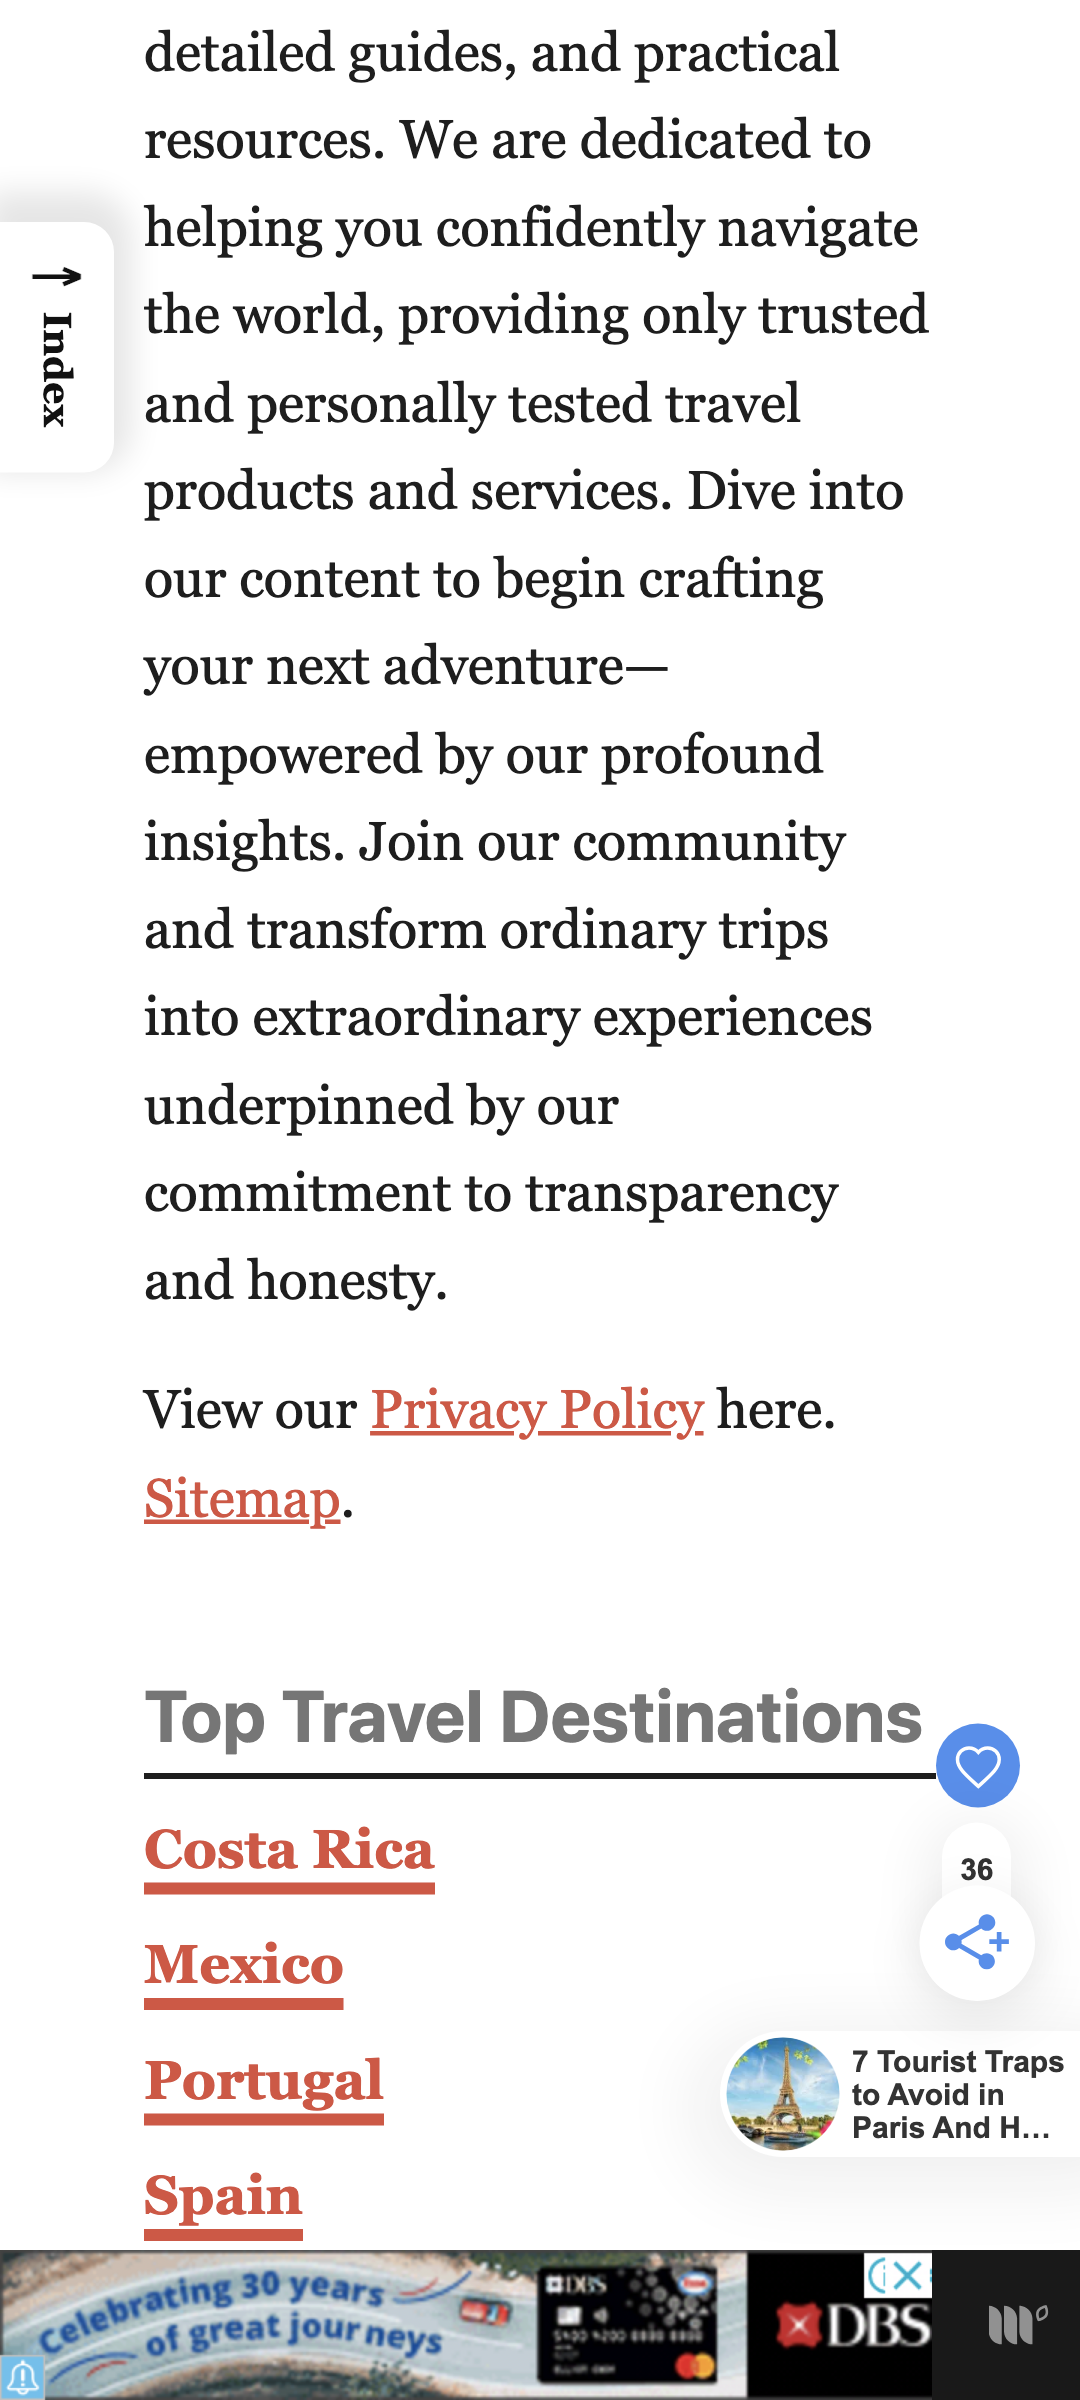 detailed guides, and practical
resources. We are dedicated to
helping you confidently navigate
the world, providing only trusted
and personally tested travel
products and services. Dive into
our content to begin crafting
your next adventure—
empowered by our profound
insights. Join our community
and transform ordinary trips
into extraordinary experiences
underpinned by our
commitment to transparency
and honesty.
→ Index
View our Privacy Policy here.
Sitemap.
Top Travel Destinations
Costa Rica
Mexico
Portugal
Spain
36
7 Tourist Traps
to Avoid in
Paris And H...
Celebrating 30 years
of great journeys
DBS
DBS